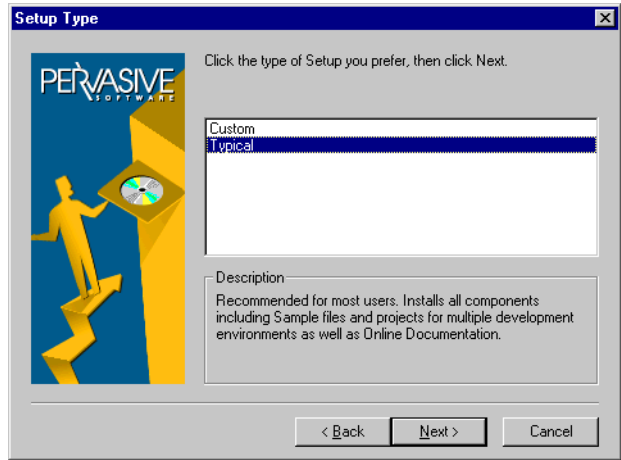 Setup Type
PERVASIVE
SOFTWARE
Click the type of Setup you prefer, then click Next.
Custom
Typical
Description
Recommended for most users. Installs all components
including Sample files and projects for multiple development
environments as well as Online Documentation.
< Back
Next >
Cancel